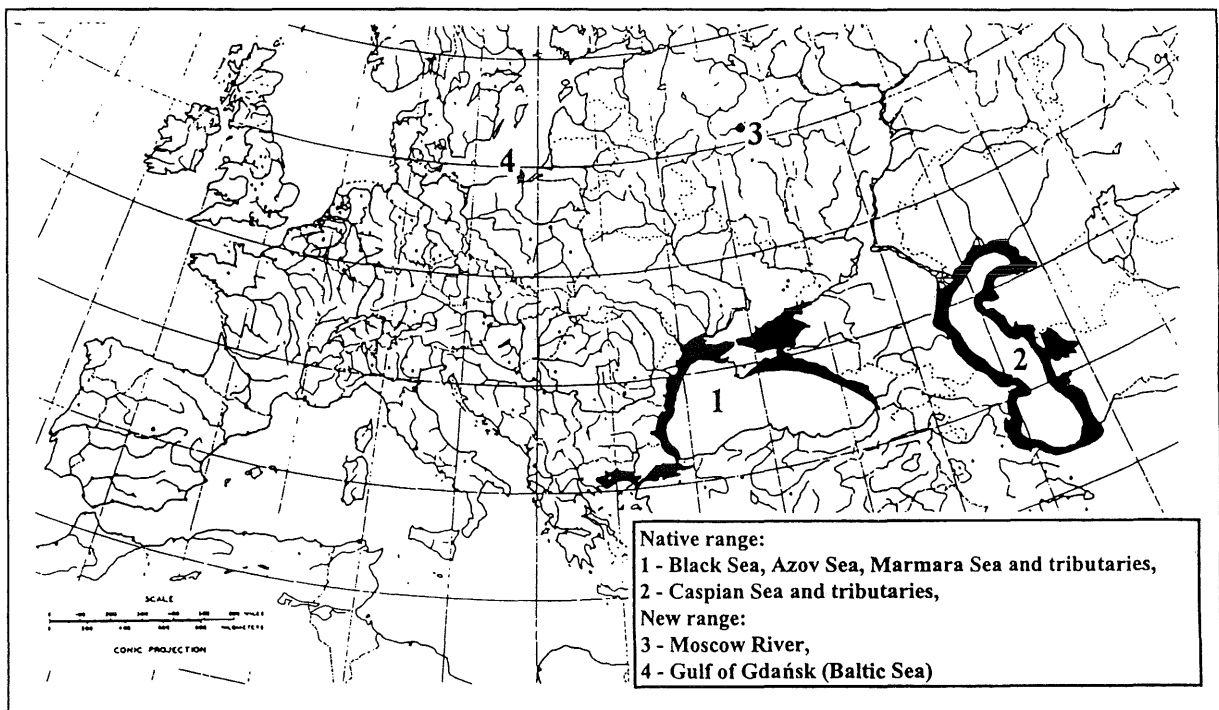 3
4
2
1
Native range:
1 - Black Sea, Azov Sea, Marmara Sea and tributaries,
2 - Caspian Sea and tributaries,
New range:
3 - Moscow River,
4 - Gulf of Gdańsk (Baltic Sea)
SCALE
CONIC PROJECTION